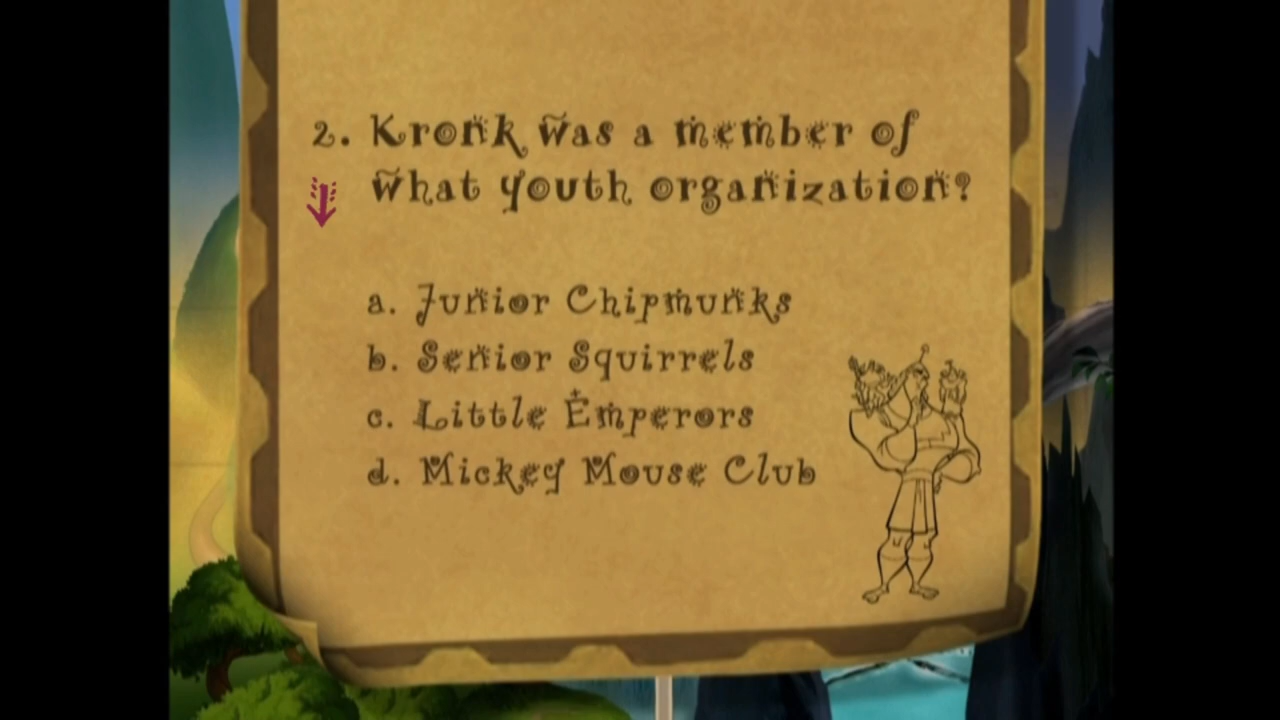 2. Kronk was a member of
what youth organization?
a. Junior Chipmunks
b. Senior Squirrels
c. Little Emperors
d. Mickey Mouse Club